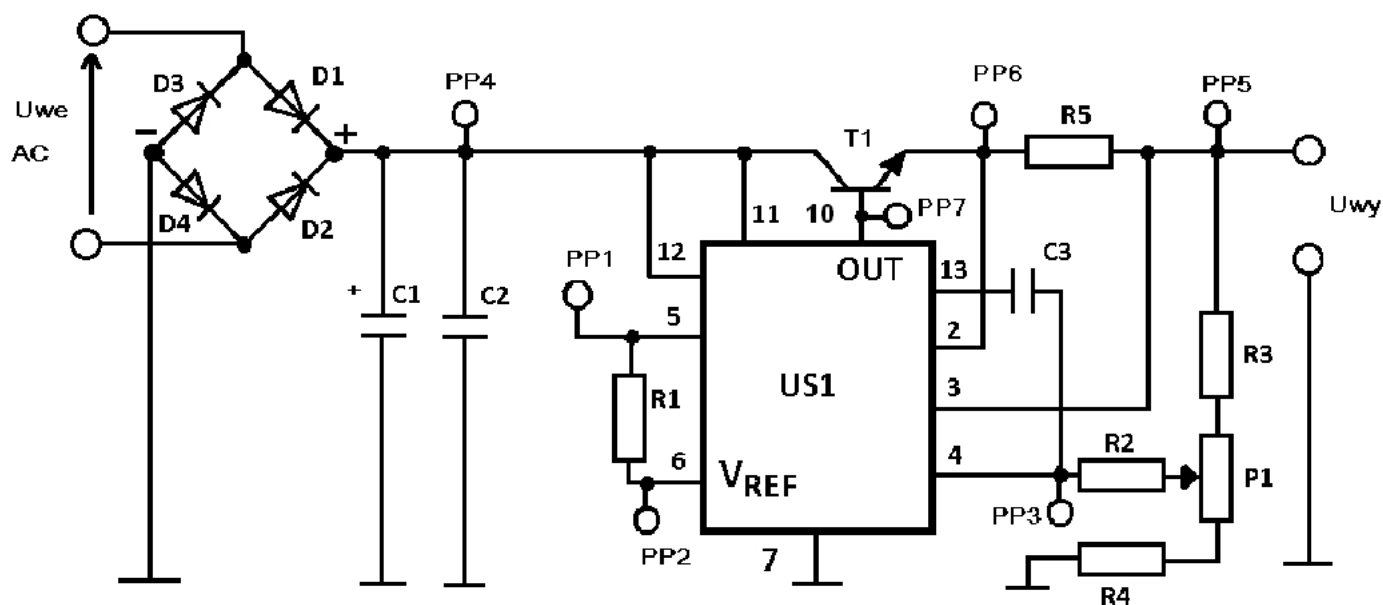 Uwe
AC
D3
D1
D4
D2
–
+
PP4
+
C1
C2
12
11
10
T1
PP7
PP6
R5
PP5
Uwy
PP1
5
R1
6
PP2
OUT
US1
VREF
7
13
C3
2
3
4
PP3
R2
R3
P1
R4